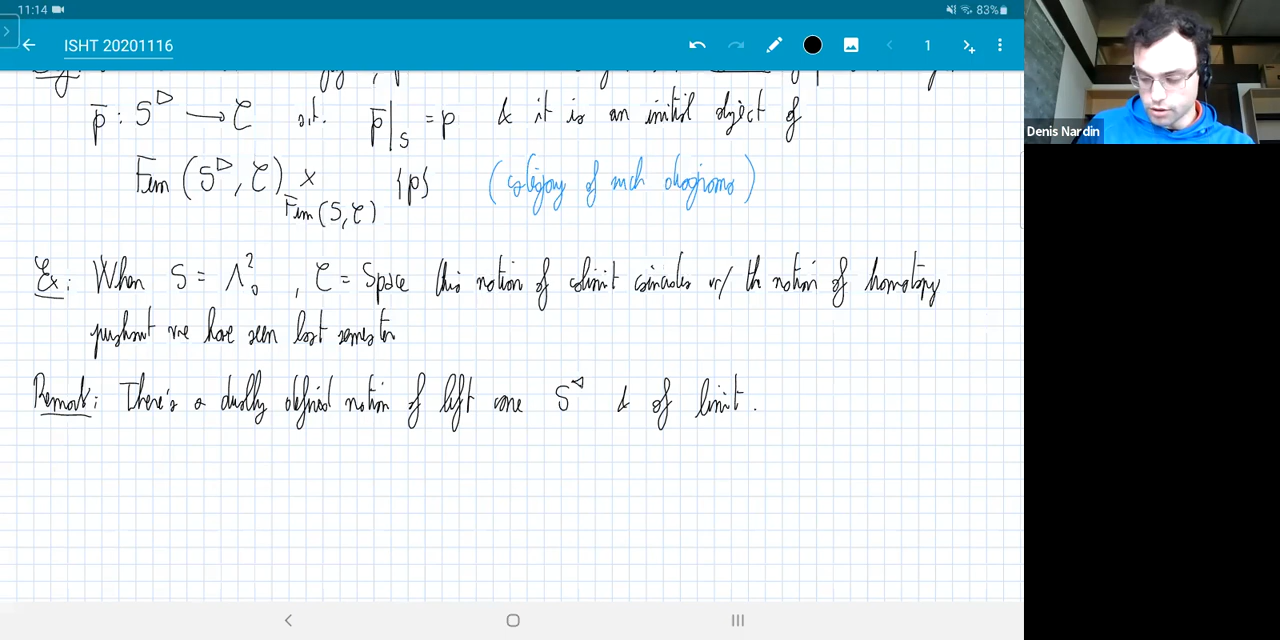 11:14 83%
ISHT 20201116 1
p̄ : S^▷ ⟶ 𝒞 s.t. p̄|_S = p & it is an initial object of
Fun (S^▷, 𝒞) ×_{Fun(S, 𝒞)} {p} (category of such diagrams)
Ex: When S = Λ^2_0 , 𝒞 = Space this notion of colimit coincides w/ the notion of homotopy
pushout we have seen last semester
Remark: There's a dually defined notion of left cone S^◁ & of limit.
Denis Nardin